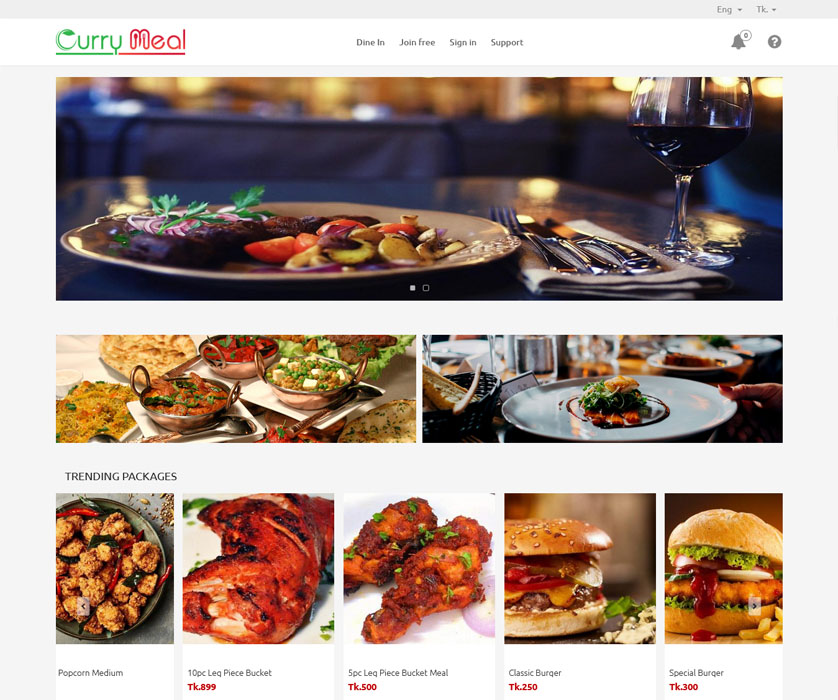 Eng Tk.
Curry Meal
Dine In Join free Sign in Support
0
?
TRENDING PACKAGES
Popcorn Medium
10pc Leg Piece Bucket
Tk.899
5pc Leg Piece Bucket Meal
Tk.500
Classic Burger
Tk.250
Special Burger
Tk.300